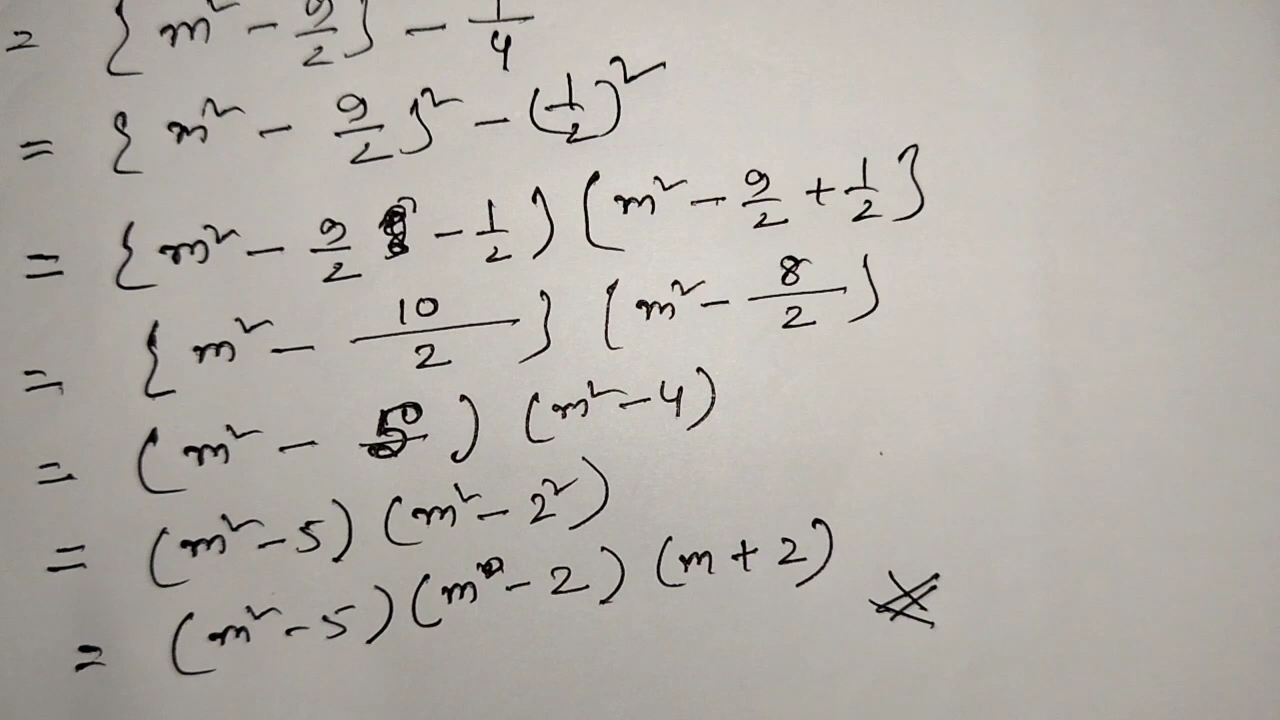 = { m² - 9/2 } - 1/4
= { m² - 9/2 }² - (1/2)²
= { m² - 9/2 - 1/2 ) ( m² - 9/2 + 1/2 }
= { m² - 10/2 } { m² - 8/2 }
= ( m² - 5 ) ( m² - 4 )
= ( m² - 5 ) ( m² - 2² )
= ( m² - 5 ) ( m - 2 ) ( m + 2 )